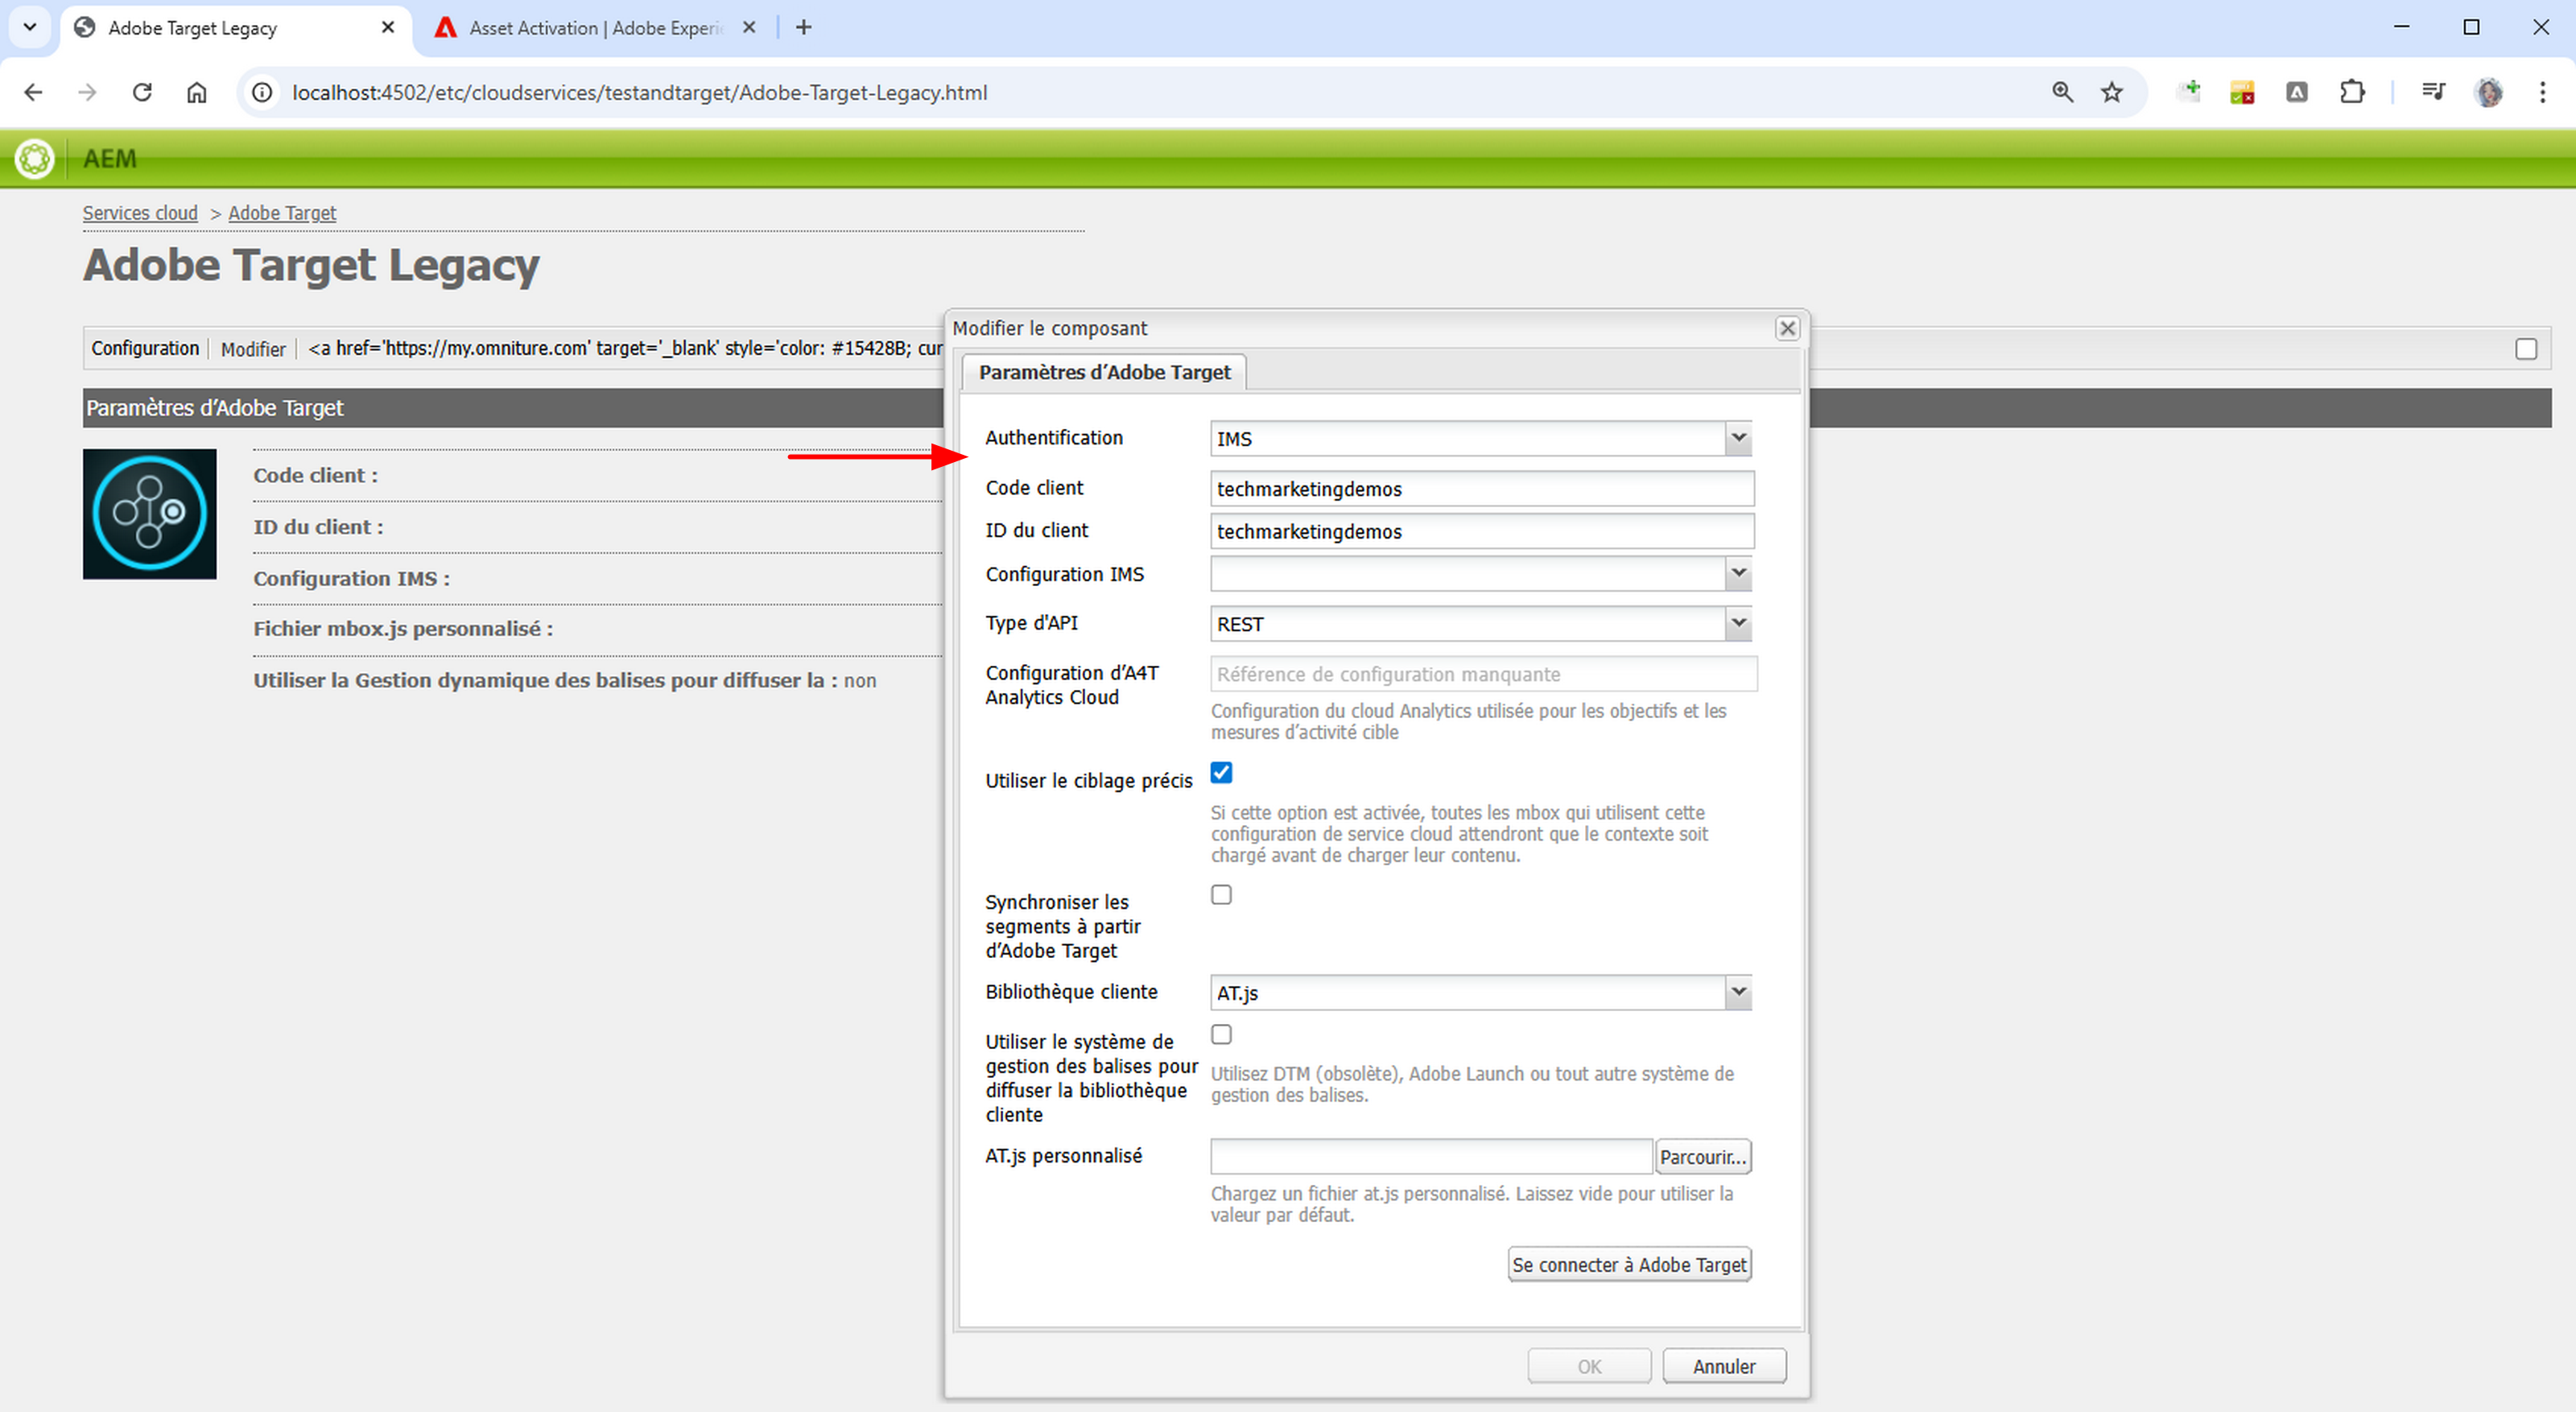 Adobe Target Legacy
Asset Activation | Adobe Experi
localhost:4502/etc/cloudservices/testandtarget/Adobe-Target-Legacy.html
AEM
Services cloud > Adobe Target
Adobe Target Legacy
Configuration Modifier <a href='https://my.omniture.com' target='_blank' style='color: #15428B; cur
Paramètres d’Adobe Target
Code client :
ID du client :
Configuration IMS :
Fichier mbox.js personnalisé :
Utiliser la Gestion dynamique des balises pour diffuser la : non
Modifier le composant
Paramètres d’Adobe Target
Authentification IMS
Code client techmarketingdemos
ID du client techmarketingdemos
Configuration IMS
Type d'API REST
Configuration d’A4T
Analytics Cloud
Référence de configuration manquante
Configuration du cloud Analytics utilisée pour les objectifs et les
mesures d’activité cible
Utiliser le ciblage précis
Si cette option est activée, toutes les mbox qui utilisent cette
configuration de service cloud attendront que le contexte soit
chargé avant de charger leur contenu.
Synchroniser les
segments à partir
d’Adobe Target
Bibliothèque cliente AT.js
Utiliser le système de
gestion des balises pour
diffuser la bibliothèque
cliente
Utilisez DTM (obsolète), Adobe Launch ou tout autre système de
gestion des balises.
AT.js personnalisé Parcourir...
Chargez un fichier at.js personnalisé. Laissez vide pour utiliser la
valeur par défaut.
Se connecter à Adobe Target
OK Annuler